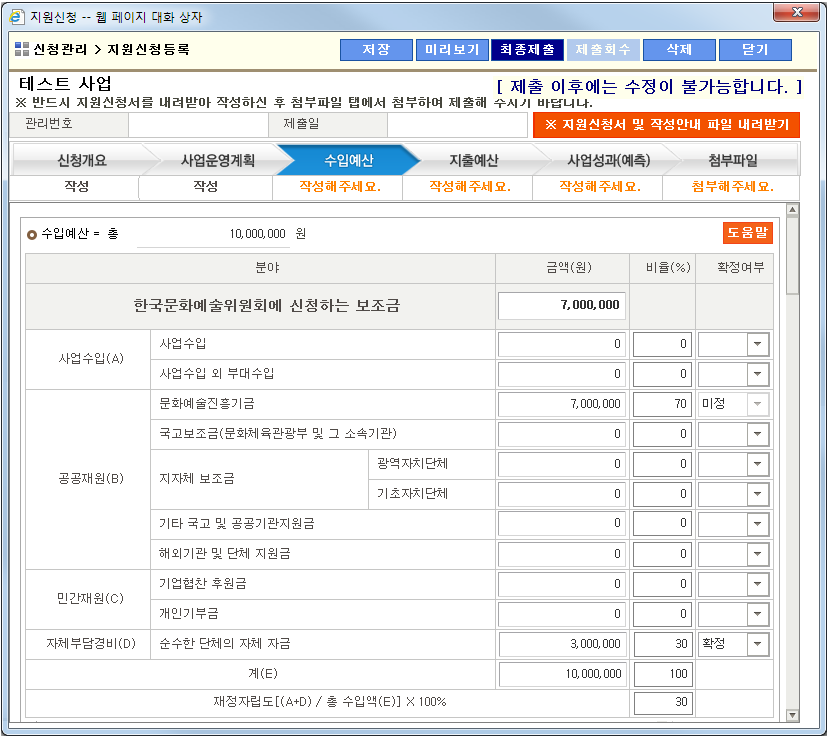 지원신청 -- 웹 페이지 대화 상자
신청관리 > 지원신청등록
저장 미리보기 최종제출 제출회수 삭제 닫기
테스트 사업
[ 제출 이후에는 수정이 불가능합니다. ]
※ 반드시 지원신청서를 내려받아 작성하신 후 첨부파일 탭에서 첨부하여 제출해 주시기 바랍니다.
관리번호 제출일 ※ 지원신청서 및 작성안내 파일 내려받기
신청개요 사업운영계획 수입예산 지출예산 사업성과(예측) 첨부파일
작성 작성 작성해주세요. 작성해주세요. 작성해주세요. 첨부해주세요.
수입예산 = 총 10,000,000 원 도움말
분야 금액(원) 비율(%) 확정여부
한국문화예술위원회에 신청하는 보조금 7,000,000
사업수입(A)
사업수입 0 0
사업수입 외 부대수입 0 0
공공재원(B)
문화예술진흥기금 7,000,000 70 미정
국고보조금(문화체육관광부 및 그 소속기관) 0 0
지자체 보조금
광역자치단체 0 0
기초자치단체 0 0
기타 국고 및 공공기관지원금 0 0
해외기관 및 단체 지원금 0 0
민간재원(C)
기업협찬 후원금 0 0
개인기부금 0 0
자체부담경비(D) 순수한 단체의 자체 자금 3,000,000 30 확정
계(E) 10,000,000 100
재정자립도[(A+D) / 총 수입액(E)] X 100% 30